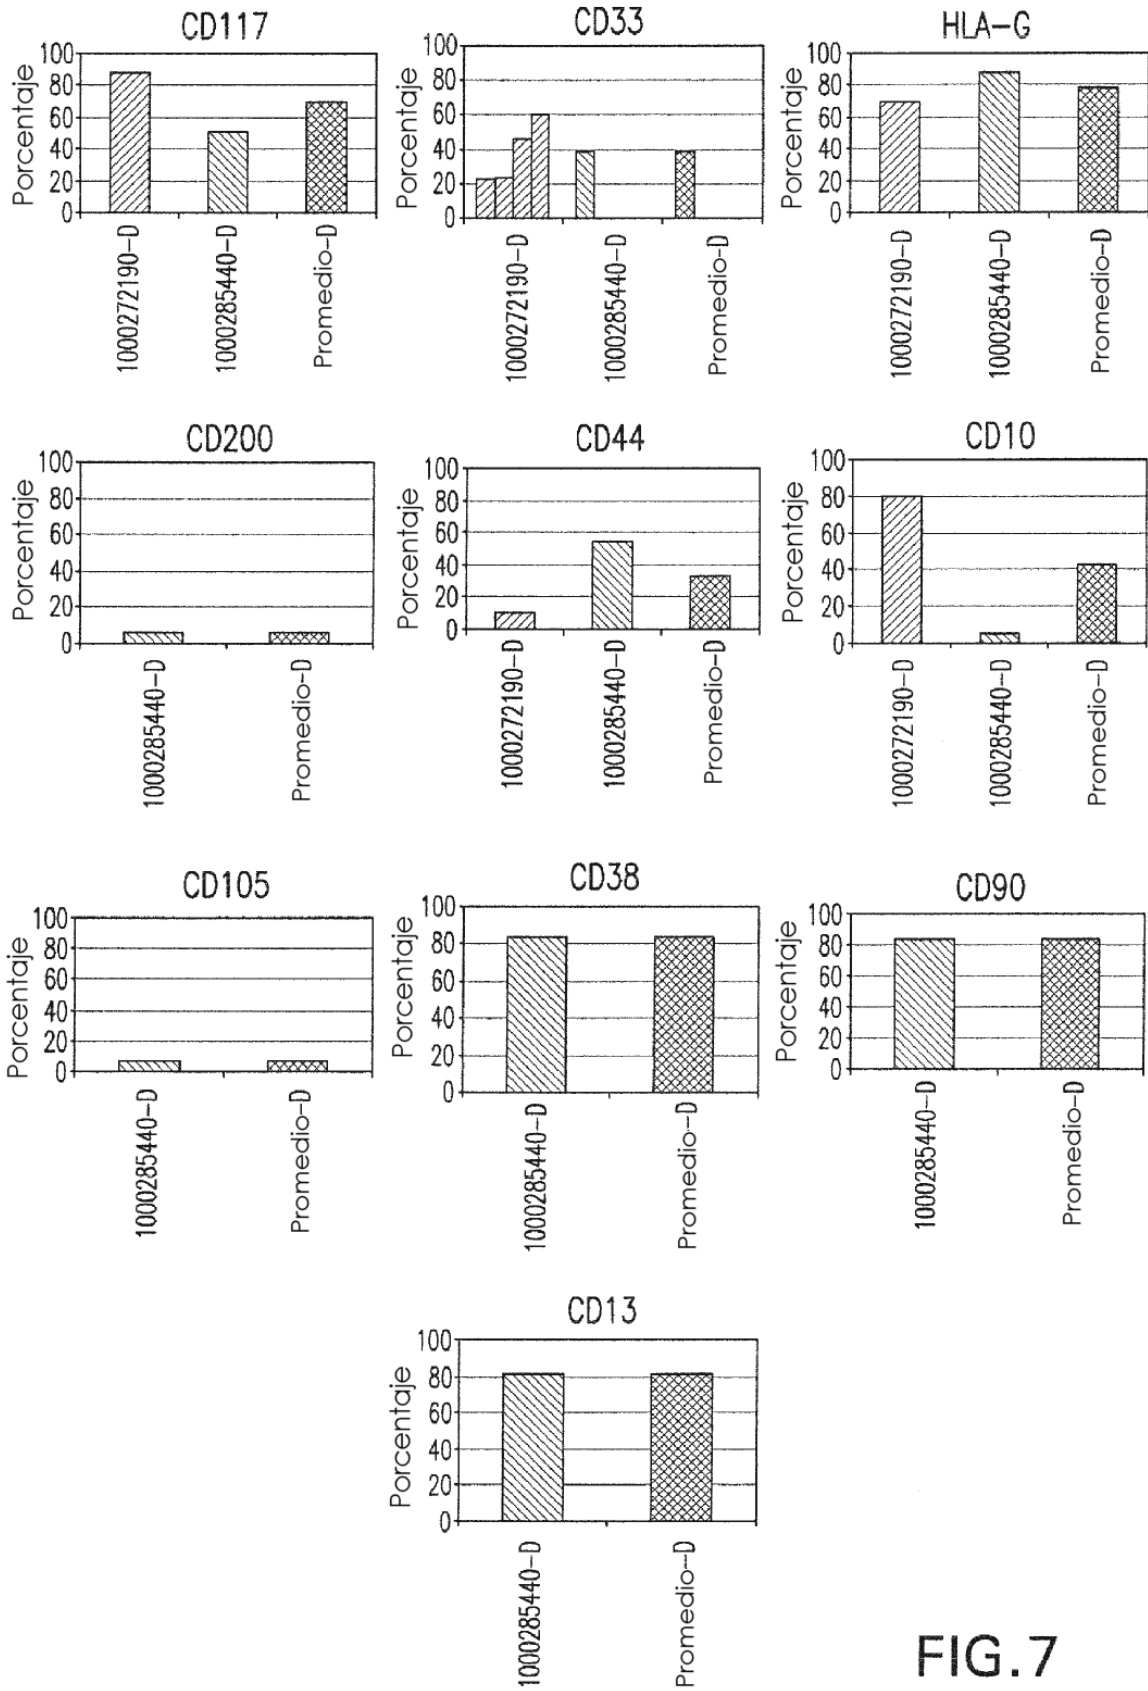 CD117
Porcentaje
100
80
60
40
20
0
1000272190-D
1000285440-D
Promedio-D
CD33
Porcentaje
100
80
60
40
20
0
1000272190-D
1000285440-D
Promedio-D
HLA-G
Porcentaje
100
80
60
40
20
0
1000272190-D
1000285440-D
Promedio-D
CD200
Porcentaje
100
80
60
40
20
0
1000285440-D
Promedio-D
CD44
Porcentaje
100
80
60
40
20
0
1000272190-D
1000285440-D
Promedio-D
CD10
Porcentaje
100
80
60
40
20
0
1000272190-D
1000285440-D
Promedio-D
CD105
Porcentaje
100
80
60
40
20
0
1000285440-D
Promedio-D
CD38
Porcentaje
100
80
60
40
20
0
1000285440-D
Promedio-D
CD90
Porcentaje
100
80
60
40
20
0
1000285440-D
Promedio-D
CD13
Porcentaje
100
80
60
40
20
0
1000285440-D
Promedio-D
FIG.7